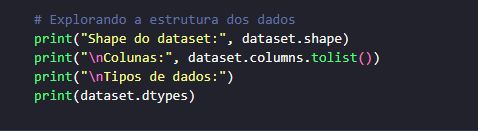 # Explorando a estrutura dos dados
print("Shape do dataset:", dataset.shape)
print("\nColunas:", dataset.columns.tolist())
print("\nTipos de dados:")
print(dataset.dtypes)